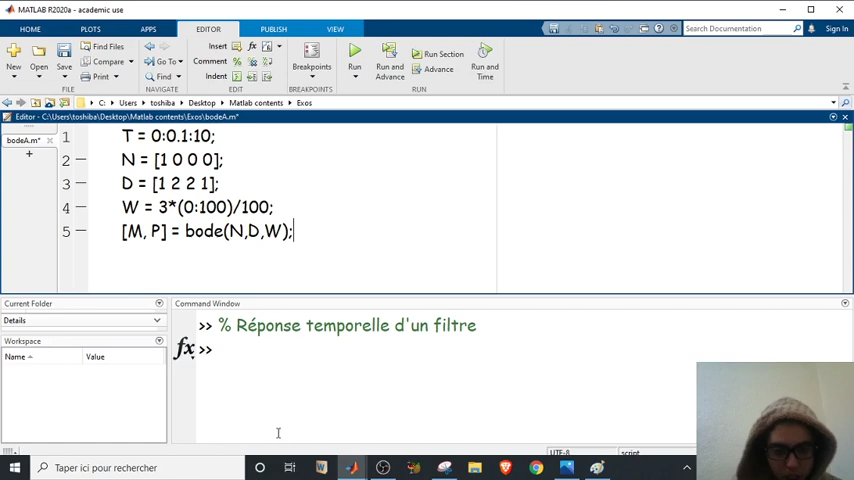 MATLAB R2020a - academic use
HOME PLOTS APPS EDITOR PUBLISH VIEW Search Documentation Sign In
New Open Save Find Files Compare Print Go To Find Insert Comment Indent Breakpoints Run Run and Advance Run Section Advance Run and Time
FILE NAVIGATE EDIT BREAKPOINTS RUN
C: Users toshiba Desktop Matlab contents Exos
Editor - C:\Users\toshiba\Desktop\Matlab contents\Exos\bodeA.m*
bodeA.m*
1 T = 0:0.1:10;
2 N = [1 0 0 0];
3 D = [1 2 2 1];
4 W = 3*(0:100)/100;
5 [M, P] = bode(N,D,W);
Current Folder
Details
Workspace
Name Value
Command Window
>> % Réponse temporelle d'un filtre
fx >>
UTF-8 script
Taper ici pour rechercher